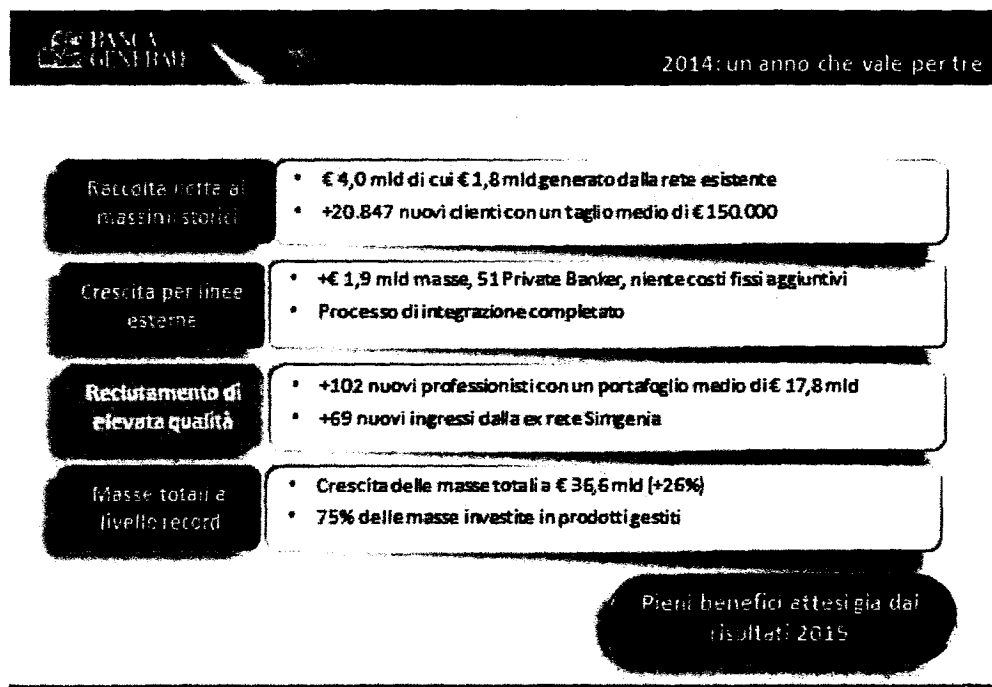 BANCA
GENERALI
2014: un anno che vale per tre
Raccolta netta ai
massimi storici
• € 4,0 mld di cui € 1,8 mld generato dalla rete esistente
• +20.847 nuovi clienti con un taglio medio di € 150.000
Crescita per linee
esterne
• +€ 1,9 mld masse, 51 Private Banker, niente costi fissi aggiuntivi
• Processo di integrazione completato
Reclutamento di
elevata qualità
• +102 nuovi professionisti con un portafoglio medio di € 17,8 mld
• +69 nuovi ingressi dalla ex rete Simgenia
Masse totali a
livello record
• Crescita delle masse totali a € 36,6 mld (+26%)
• 75% delle masse investite in prodotti gestiti
Pieni benefici attesi gia dai
risultati 2015